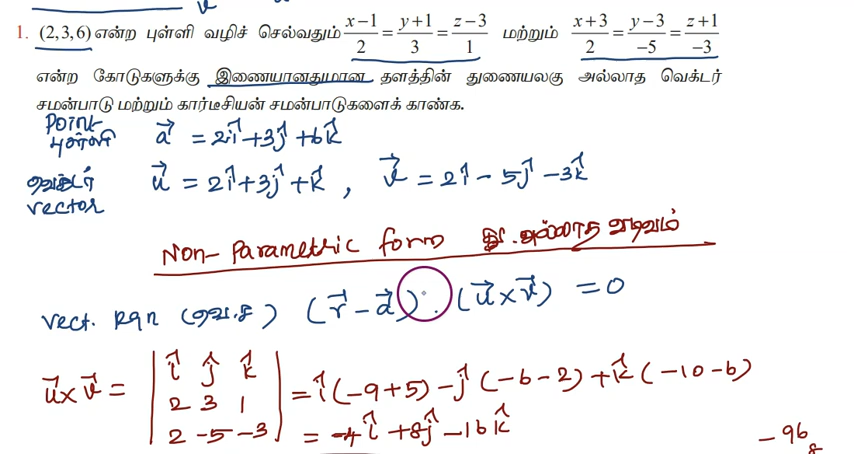 1. (2,3,6) என்ற புள்ளி வழிச் செல்வதும் (x−1)/2 = (y+1)/3 = (z−3)/1 மற்றும் (x+3)/2 = (y−3)/−5 = (z+1)/−3
என்ற கோடுகளுக்கு இணையானதுமான தளத்தின் துணையலகு அல்லாத வெக்டர்
சமன்பாடு மற்றும் கார்டீசியன் சமன்பாடுகளைக் காண்க.
Point
புள்ளி a⃗ = 2î+3ĵ+6k̂
வெக்டர் u⃗ = 2î+3ĵ+k̂ , v⃗ = 2î − 5ĵ −3k̂
vector
Non-Parametric form து. அல்லாத வடிவம்
Vect. Eqn (வெ.ச) (r⃗ − a⃗) . (u⃗ × v⃗) = 0
u⃗×v⃗ = | î ĵ k̂ | = î(−9+5) − ĵ(−6−2) + k̂(−10−6)
2 3 1
2 −5 −3 = −4î +8ĵ −16k̂
−96